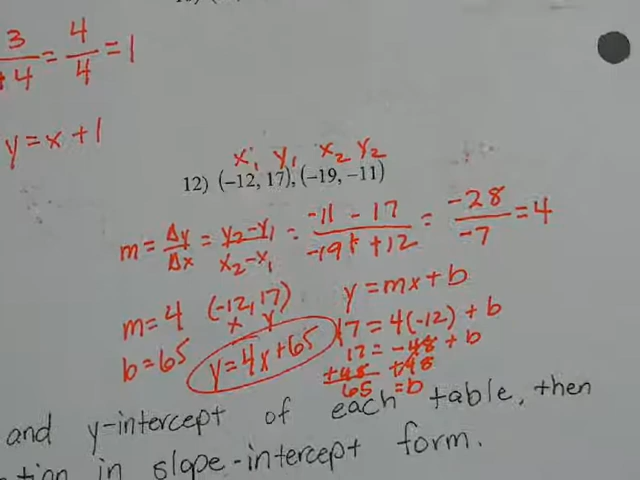 3/+4 = 4/4 = 1
y = x + 1
x₁ y₁ x₂ y₂
12) (−12, 17), (−19, −11)
m = Δy/Δx = y₂−y₁/x₂−x₁ = −11 − 17/−19 + 12 = −28/−7 = 4
m = 4 (−12, 17) y = mx + b
x y
17 = 4(−12) + b
b = 65 y = 4x + 65
17 = −48 + b
+48 +48
65 = b
and y-intercept of each table, then
tion in slope-intercept form.